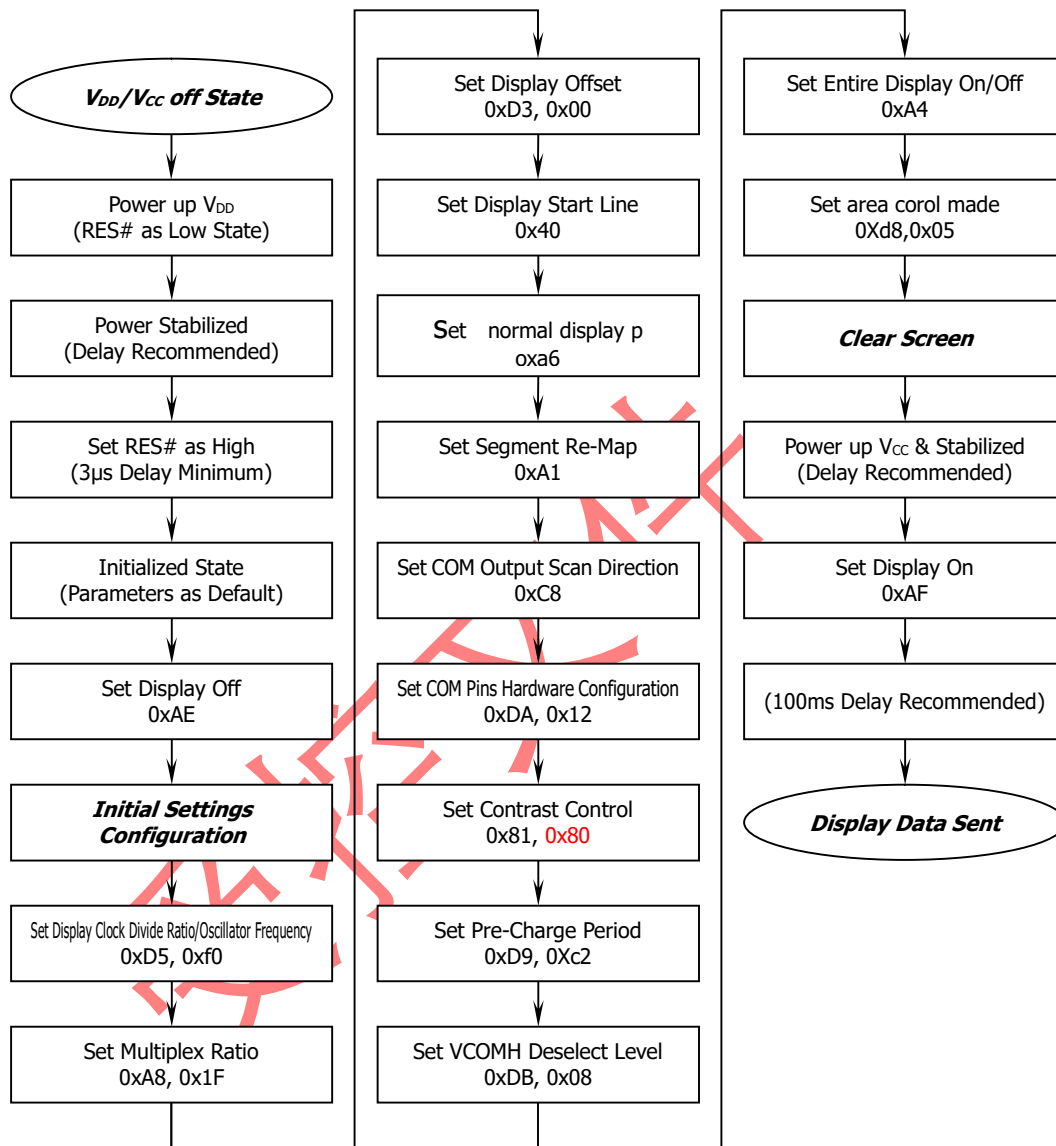 VDD/VCC off State
Power up VDD
(RES# as Low State)
Power Stabilized
(Delay Recommended)
Set RES# as High
(3μs Delay Minimum)
Initialized State
(Parameters as Default)
Set Display Off
0xAE
Initial Settings
Configuration
Set Display Clock Divide Ratio/Oscillator Frequency
0xD5, 0xf0
Set Multiplex Ratio
0xA8, 0x1F
Set Display Offset
0xD3, 0x00
Set Display Start Line
0x40
Set normal display p
oxa6
Set Segment Re-Map
0xA1
Set COM Output Scan Direction
0xC8
Set COM Pins Hardware Configuration
0xDA, 0x12
Set Contrast Control
0x81, 0x80
Set Pre-Charge Period
0xD9, 0Xc2
Set VCOMH Deselect Level
0xDB, 0x08
Set Entire Display On/Off
0xA4
Set area corol made
0Xd8,0x05
Clear Screen
Power up VCC & Stabilized
(Delay Recommended)
Set Display On
0xAF
(100ms Delay Recommended)
Display Data Sent